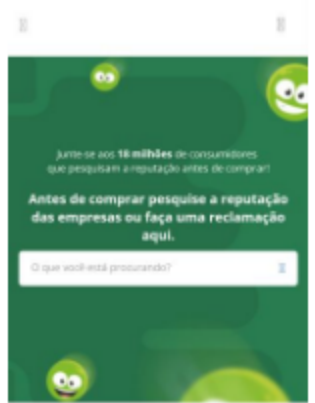 Junte-se aos 18 milhões de consumidores
que pesquisam a reputação antes de comprar!
Antes de comprar pesquise a reputação
das empresas ou faça uma reclamação
aqui.
O que você está procurando?